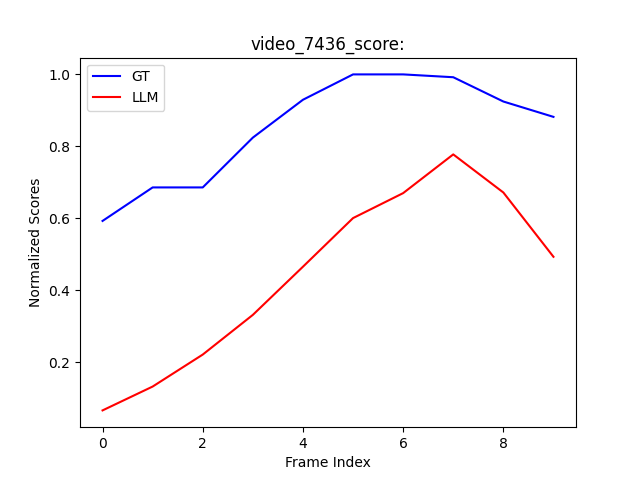 video_7436_score:
GT
LLM
Normalized Scores
1.0
0.8
0.6
0.4
0.2
0 2 4 6 8
Frame Index